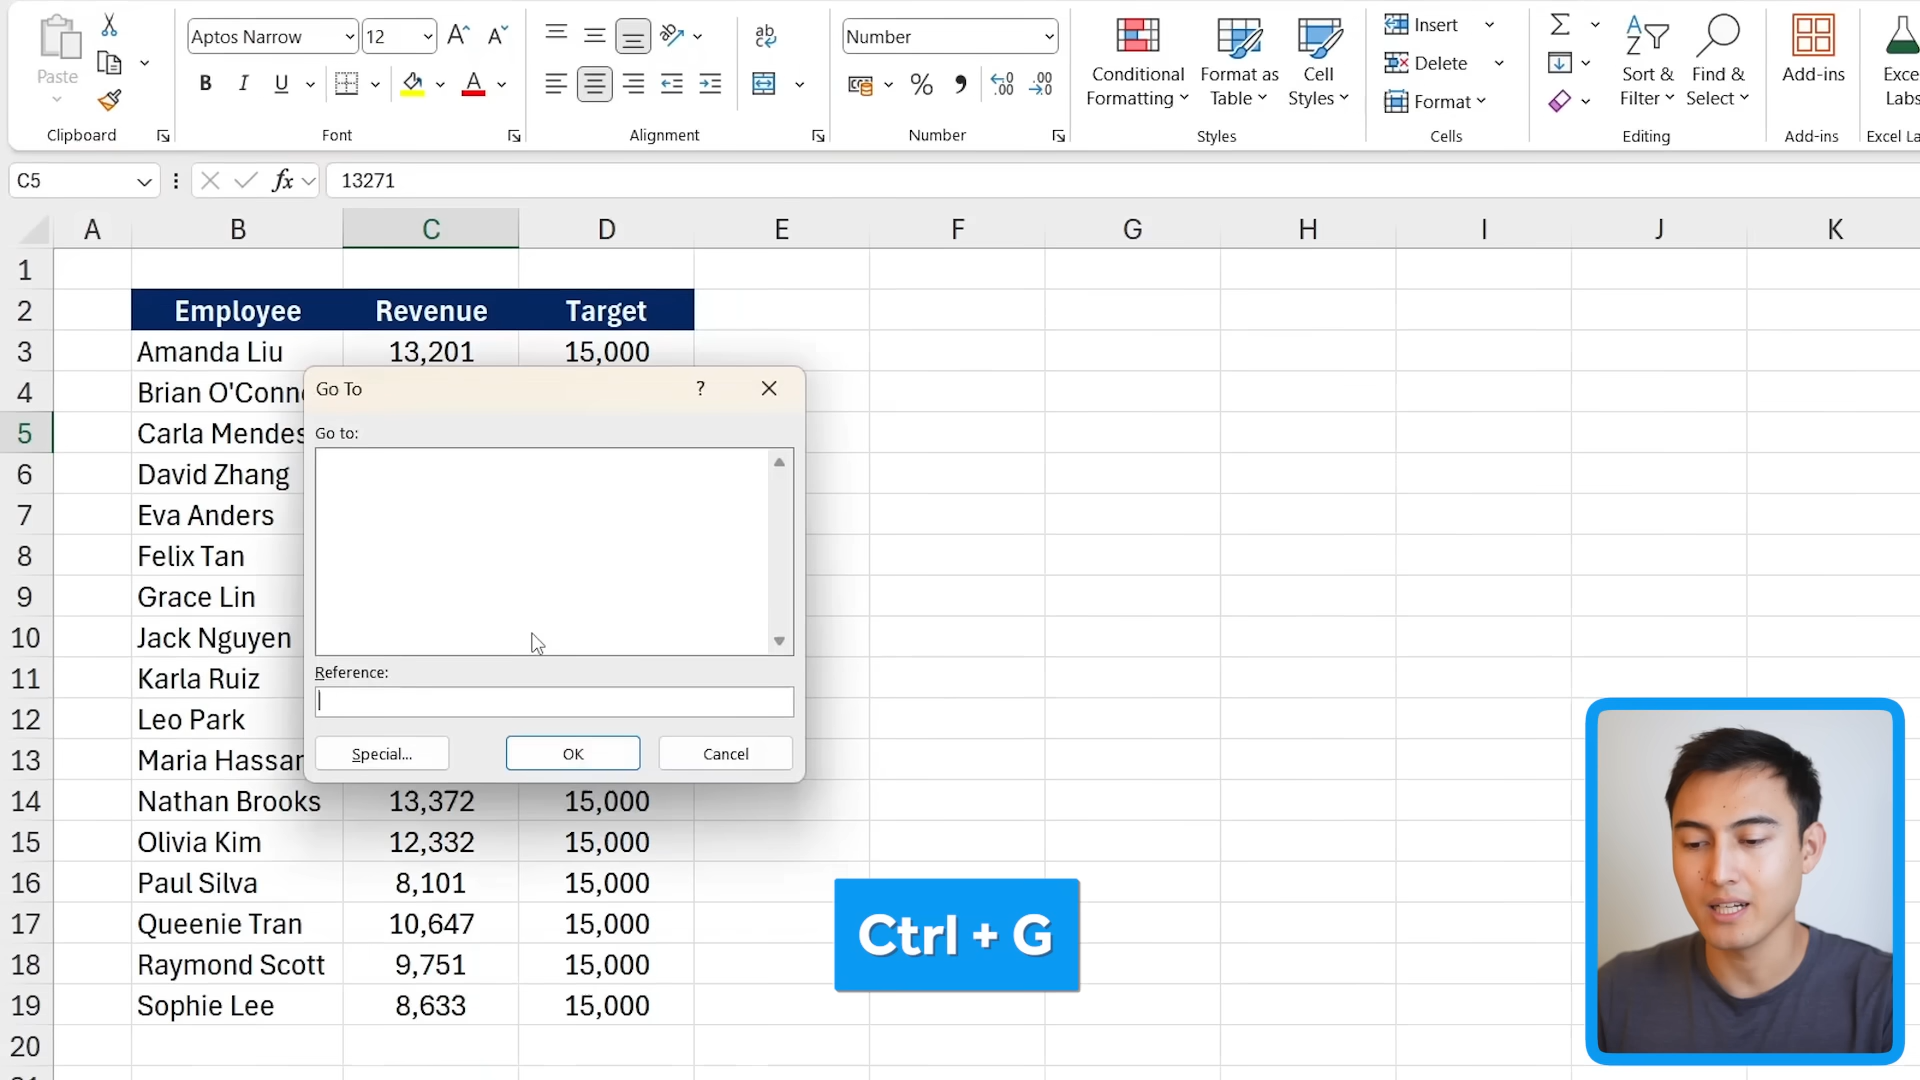 Paste
Clipboard
Aptos Narrow
12
A
A
B
I
U
A
Font
ab
Alignment
Number
%
Number
Conditional
Formatting
Format as
Table
Cell
Styles
Styles
Insert
Delete
Format
Cells
Sort &
Filter
Find &
Select
Editing
Add-ins
Add-ins
Exce
Labs
Excel La
C5
fx
13271
A B C D E F G H I J K
1
2 Employee Revenue Target
3 Amanda Liu 13,201 15,000
4 Brian O'Conn
5 Carla Mendes
6 David Zhang
7 Eva Anders
8 Felix Tan
9 Grace Lin
10 Jack Nguyen
11 Karla Ruiz
12 Leo Park
13 Maria Hassan
14 Nathan Brooks 13,372 15,000
15 Olivia Kim 12,332 15,000
16 Paul Silva 8,101 15,000
17 Queenie Tran 10,647 15,000
18 Raymond Scott 9,751 15,000
19 Sophie Lee 8,633 15,000
20
Go To
?
Go to:
Reference:
Special...
OK
Cancel
Ctrl + G